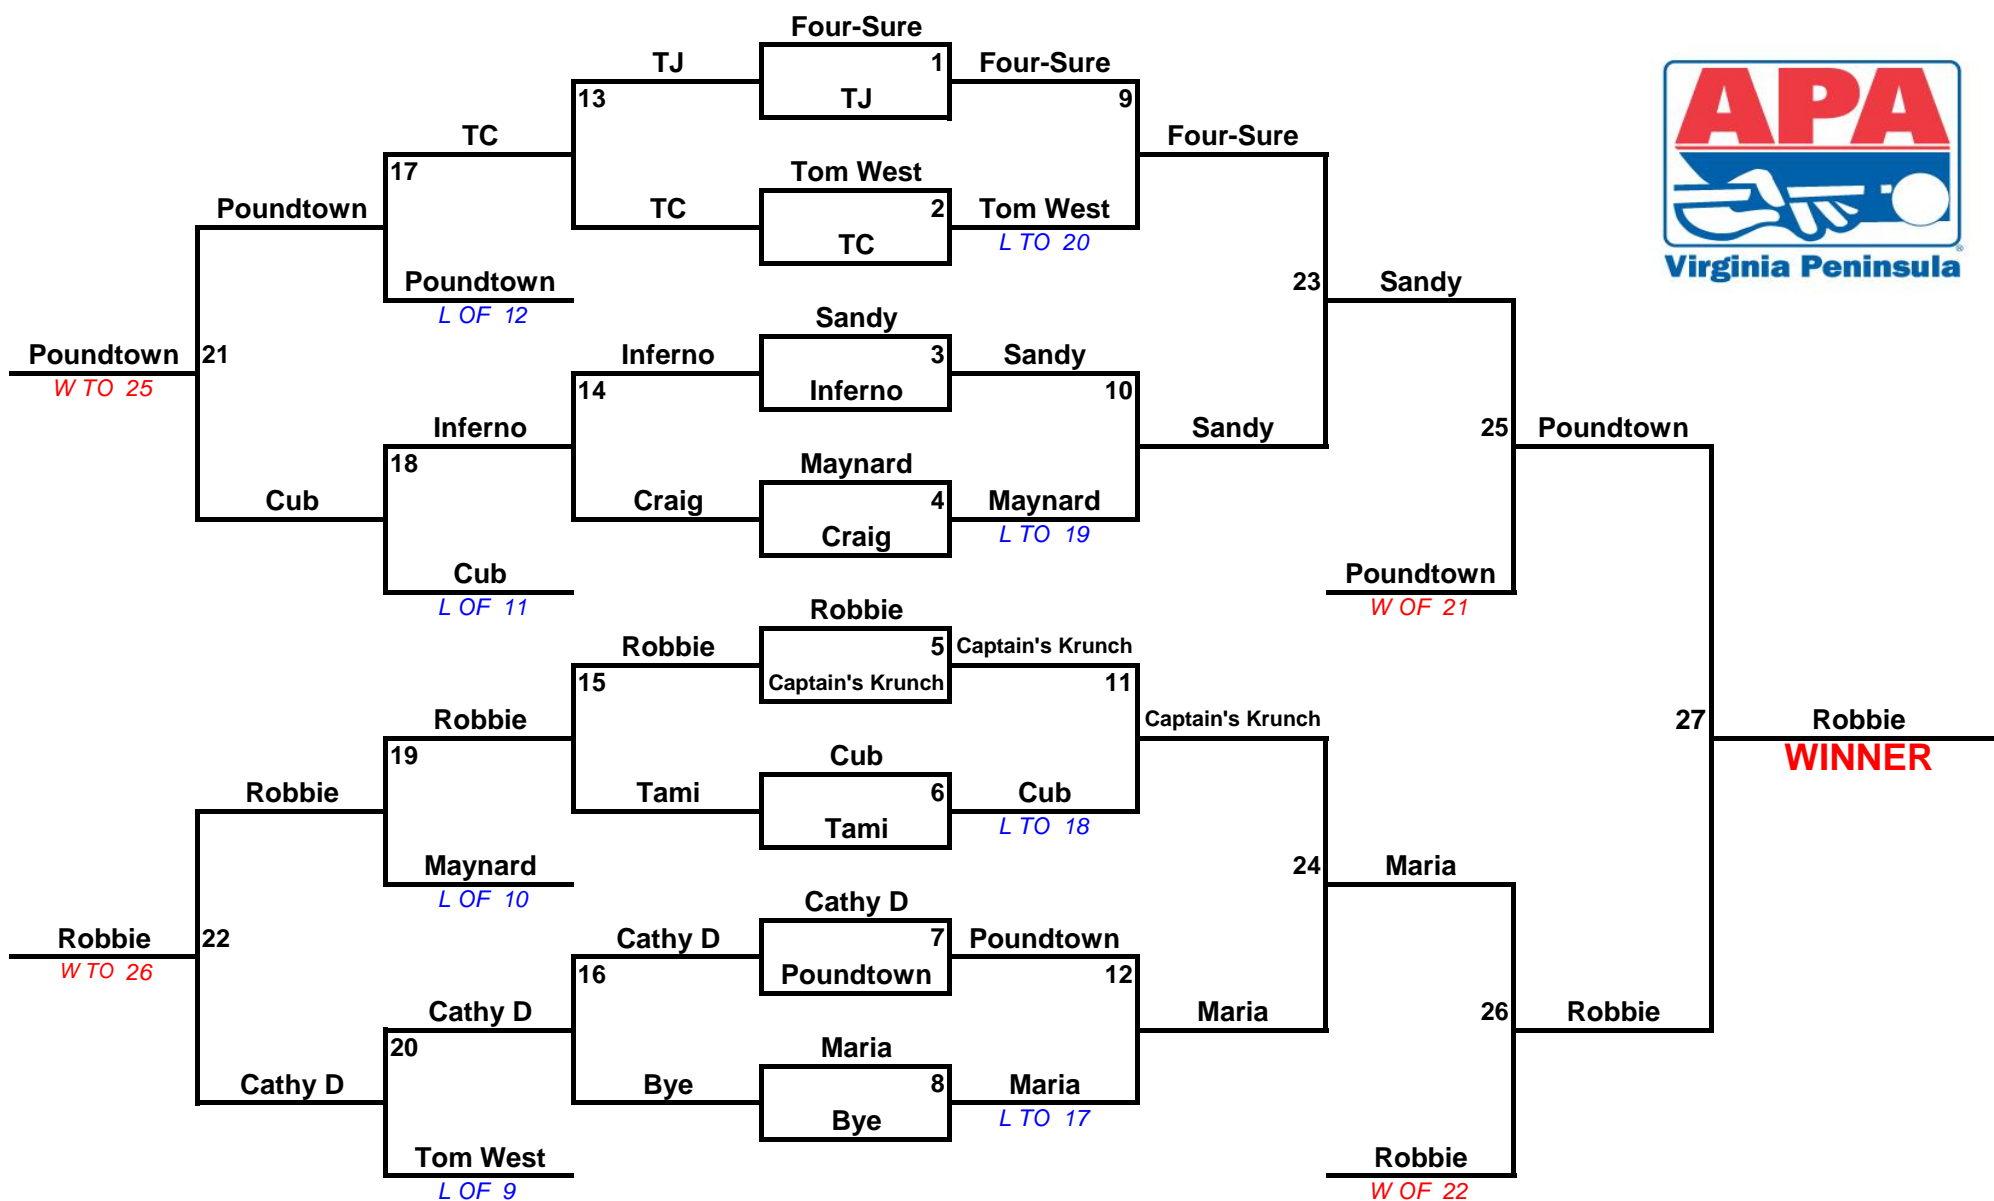 Four-Sure
TJ
1
Four-Sure
13
TJ
9
TC
Four-Sure
17
Tom West
Poundtown
TC
2
Tom West
TC
L TO 20
Poundtown
23
Sandy
L OF 12
Sandy
Poundtown
21
Inferno
3
Sandy
W TO 25
14
Inferno
10
Inferno
Sandy
25
Poundtown
18
Maynard
Cub
Craig
4
Maynard
Craig
L TO 19
Cub
Poundtown
L OF 11
W OF 21
Robbie
Robbie
5
Captain's Krunch
15
Captain's Krunch
11
Robbie
Captain's Krunch
27
Robbie
19
Cub
WINNER
Robbie
Tami
6
Cub
Tami
L TO 18
Maynard
24
Maria
L OF 10
Cathy D
Robbie
22
Cathy D
7
Poundtown
W TO 26
16
Poundtown
12
Cathy D
Maria
26
Robbie
20
Maria
Cathy D
Bye
8
Maria
Bye
L TO 17
Tom West
Robbie
L OF 9
W OF 22
APA
®
Virginia Peninsula